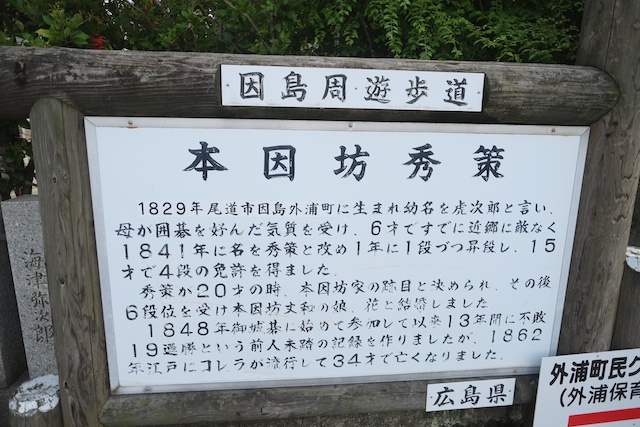 因島周遊歩道
本因坊秀策
1829年尾道市因島外浦町に生まれ幼名を虎次郎と言い、
母が囲碁を好んだ気質を受け、6才ですでに近郷に敵なく
1841年に名を秀策と改め1年に1段づつ昇段し、15
才で4段の免許を得ました。
秀策が20才の時、本因坊家の跡目と決められ、その後
6段位を受け本因坊丈和の娘、花と結婚しました
1848年御城碁に始めて参加して以来13年間に不敗
19連勝という前人未踏の記録を作りましたが、1862
年江戸にコレラが流行して34才で亡くなりました。
広島県
海津弥次郎
外浦町民
(外浦保育